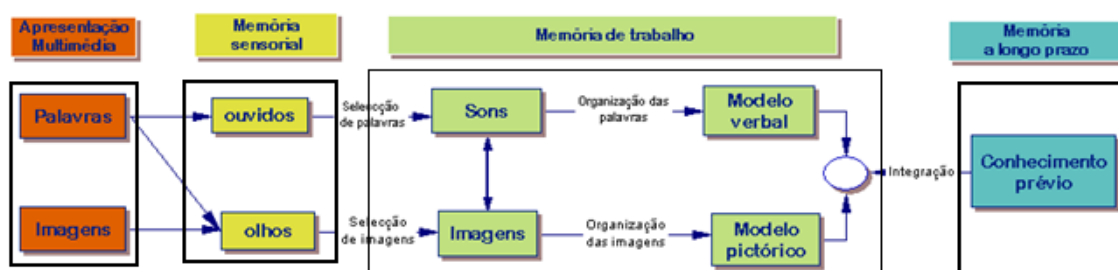 Apresentação
Multimédia
Memória
sensorial
Memória de trabalho
Memória
a longo prazo
Palavras
ouvidos
Selecção
de palavras
Sons
Organização das
palavras
Modelo
verbal
Integração
Conhecimento
prévio
Imagens
olhos
Selecção
de imagens
Imagens
Organização
das imagens
Modelo
pictórico